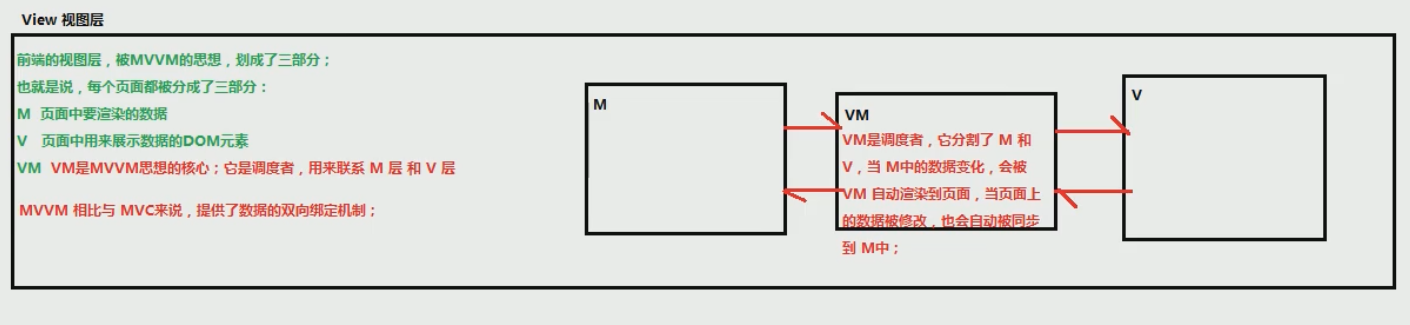 View 视图层
前端的视图层，被MVVM的思想，划成了三部分；
也就是说，每个页面都被分成了三部分：
M 页面中要渲染的数据
V 页面中用来展示数据的DOM元素
VM VM是MVVM思想的核心；它是调度者，用来联系 M 层 和 V 层
MVVM 相比与 MVC来说，提供了数据的双向绑定机制；
M
VM
VM是调度者，它分割了 M 和
V，当 M中的数据变化，会被
VM 自动渲染到页面，当页面上
的数据被修改，也会自动被同步
到 M中；
V